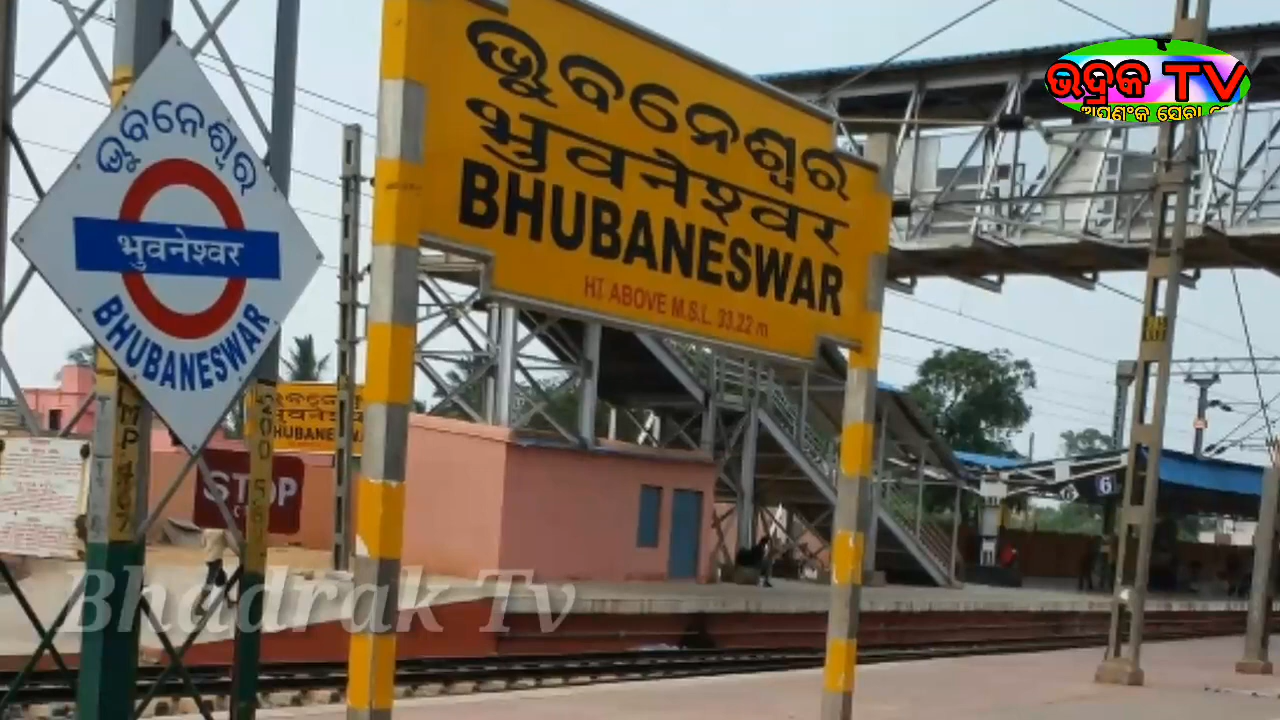 ଭୁବନେଶ୍ୱର
भुवनेश्वर
BHUBANESWAR
ଭୁବନେଶ୍ୱର
भुवनेश्वर
BHUBANESWAR
HT ABOVE M.S.L. 33.22 m
ଭଦ୍ରକ TV
ଆପଣଂକ ସେବା
STOP
6
Bhadrak Tv